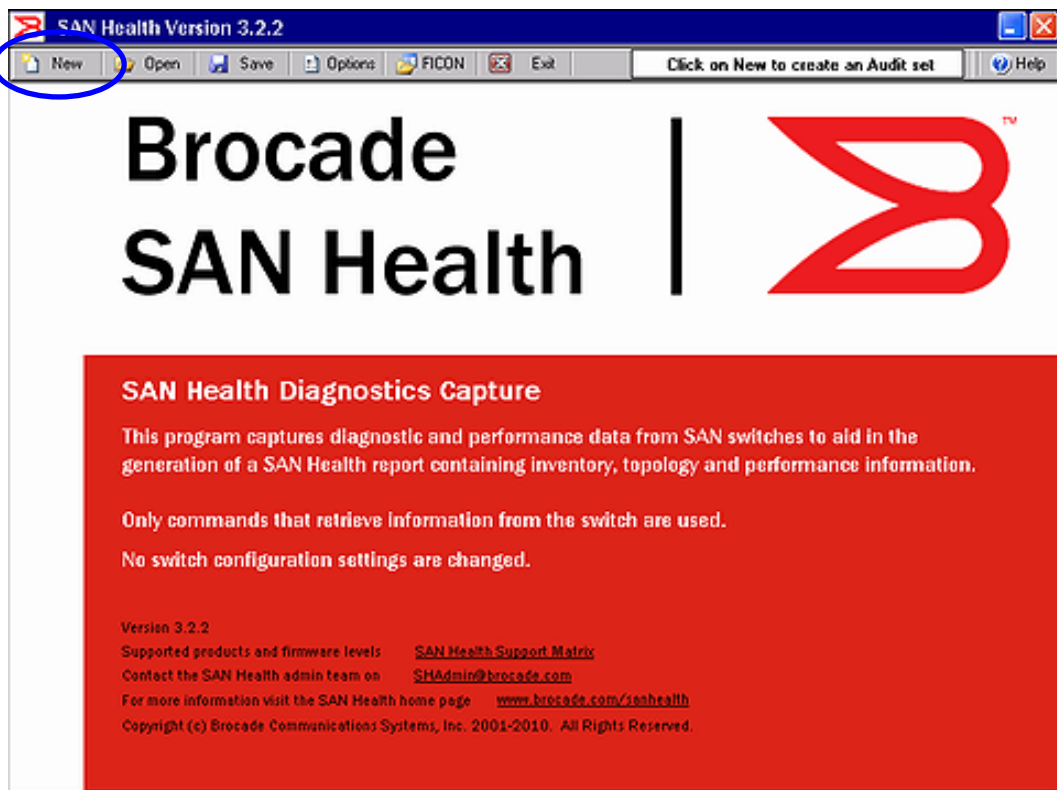 SAN Health Version 3.2.2
New Open Save Options FICON Exit Click on New to create an Audit set Help
Brocade
SAN Health
TM
SAN Health Diagnostics Capture
This program captures diagnostic and performance data from SAN switches to aid in the
generation of a SAN Health report containing inventory, topology and performance information.
Only commands that retrieve information from the switch are used.
No switch configuration settings are changed.
Version 3.2.2
Supported products and firmware levels SAN Health Support Matrix
Contact the SAN Health admin team on SHAdmin@brocade.com
For more information visit the SAN Health home page www.brocade.com/sanhealth
Copyright (c) Brocade Communications Systems, Inc. 2001-2010. All Rights Reserved.